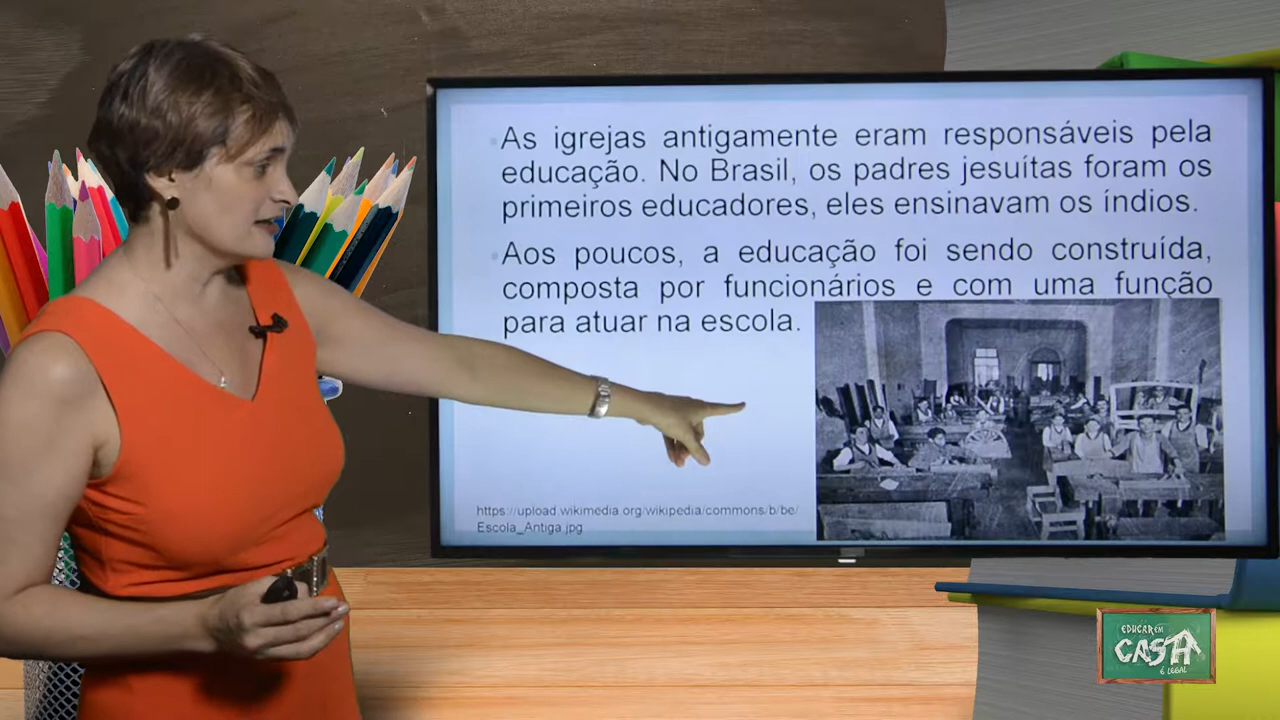 As igrejas antigamente eram responsáveis pela
educação. No Brasil, os padres jesuítas foram os
primeiros educadores, eles ensinavam os índios.
Aos poucos, a educação foi sendo construída,
composta por funcionários e com uma função
para atuar na escola.
https://upload.wikimedia.org/wikipedia/commons/b/be/
Escola_Antiga.jpg
EDUCAR EM
CASA
É LEGAL